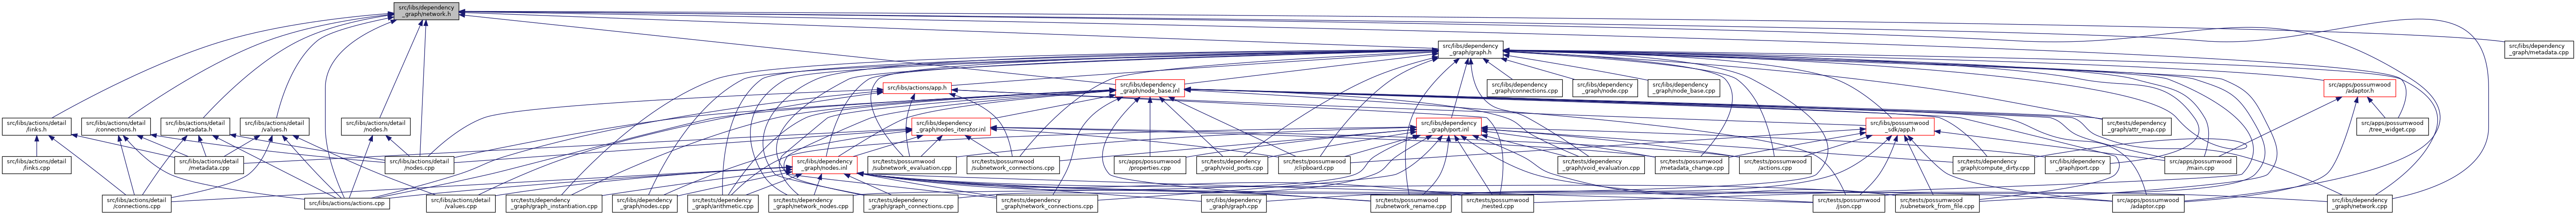 src/libs/dependency
_graph/network.h
src/libs/dependency
_graph/graph.h
src/libs/dependency
_graph/metadata.cpp
src/libs/actions/app.h
src/libs/dependency
_graph/node_base.inl
src/libs/dependency
_graph/connections.cpp
src/libs/dependency
_graph/node.cpp
src/libs/dependency
_graph/node_base.cpp
src/apps/possumwood
/adaptor.h
src/libs/actions/detail
/links.h
src/libs/actions/detail
/connections.h
src/libs/actions/detail
/metadata.h
src/libs/actions/detail
/values.h
src/libs/actions/detail
/nodes.h
src/libs/dependency
_graph/nodes_iterator.inl
src/libs/dependency
_graph/port.inl
src/libs/possumwood
_sdk/app.h
src/tests/dependency
_graph/attr_map.cpp
src/apps/possumwood
/tree_widget.cpp
src/libs/actions/detail
/links.cpp
src/libs/actions/detail
/metadata.cpp
src/libs/actions/detail
/nodes.cpp
src/libs/dependency
_graph/nodes.inl
src/tests/possumwood
/subnetwork_evaluation.cpp
src/tests/possumwood
/subnetwork_connections.cpp
src/apps/possumwood
/properties.cpp
src/tests/dependency
_graph/void_ports.cpp
src/tests/possumwood
/clipboard.cpp
src/tests/dependency
_graph/void_evaluation.cpp
src/tests/possumwood
/metadata_change.cpp
src/tests/possumwood
/actions.cpp
src/tests/dependency
_graph/compute_dirty.cpp
src/libs/dependency
_graph/port.cpp
src/apps/possumwood
/main.cpp
src/libs/actions/detail
/connections.cpp
src/libs/actions/actions.cpp
src/libs/actions/detail
/values.cpp
src/tests/dependency
_graph/graph_instantiation.cpp
src/libs/dependency
_graph/nodes.cpp
src/tests/dependency
_graph/arithmetic.cpp
src/tests/dependency
_graph/network_nodes.cpp
src/tests/dependency
_graph/graph_connections.cpp
src/tests/dependency
_graph/network_connections.cpp
src/libs/dependency
_graph/graph.cpp
src/tests/possumwood
/subnetwork_rename.cpp
src/tests/possumwood
/nested.cpp
src/tests/possumwood
/json.cpp
src/tests/possumwood
/subnetwork_from_file.cpp
src/apps/possumwood
/adaptor.cpp
src/libs/dependency
_graph/network.cpp